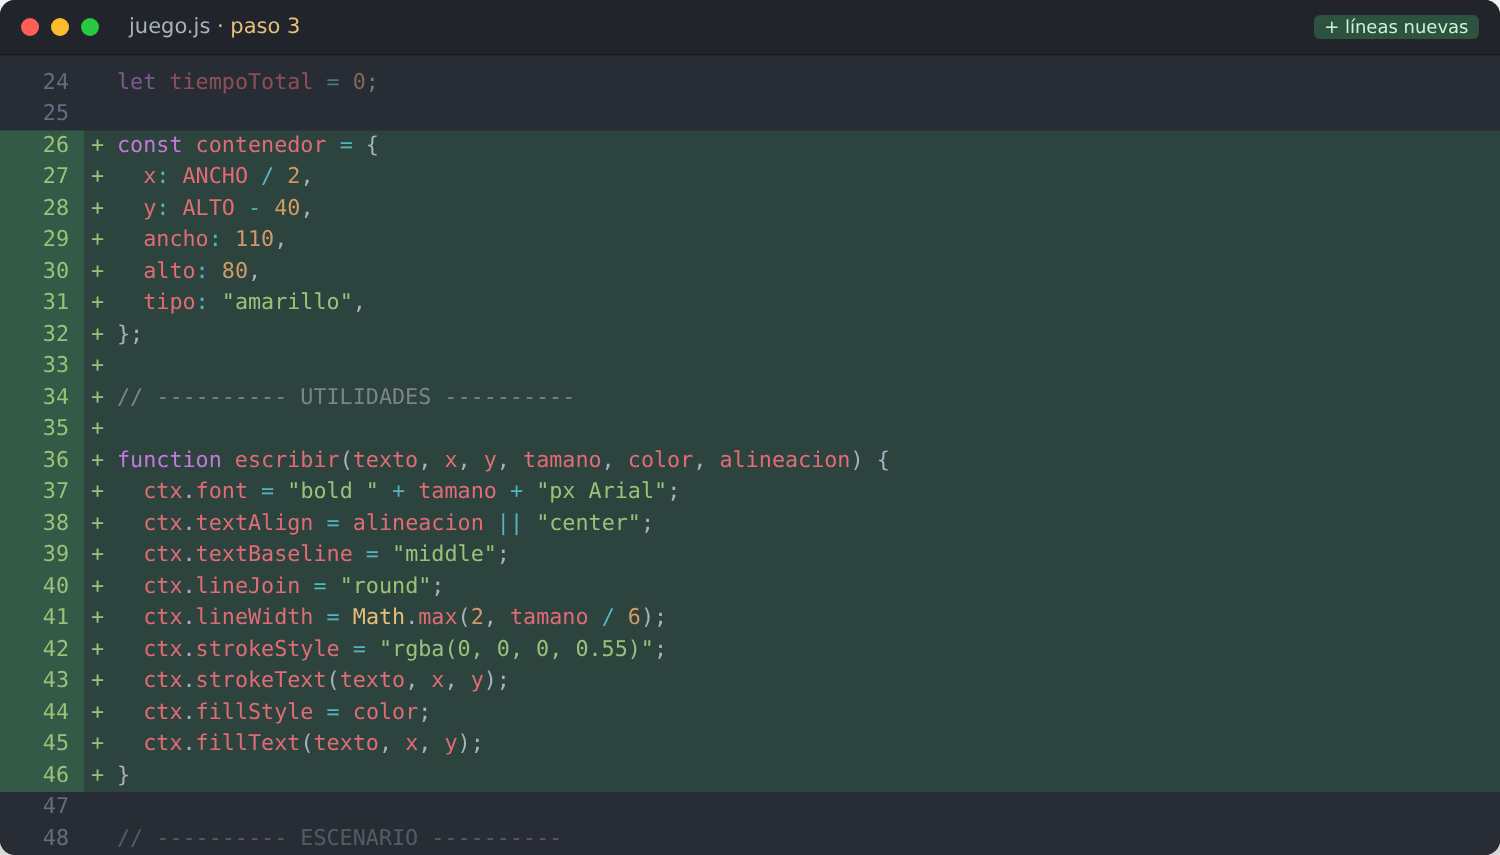 juego.js · paso 3
+ líneas nuevas
24 let tiempoTotal = 0;
25
26 + const contenedor = {
27 +   x: ANCHO / 2,
28 +   y: ALTO - 40,
29 +   ancho: 110,
30 +   alto: 80,
31 +   tipo: "amarillo",
32 + };
33 +
34 + // ---------- UTILIDADES ----------
35 +
36 + function escribir(texto, x, y, tamano, color, alineacion) {
37 +   ctx.font = "bold " + tamano + "px Arial";
38 +   ctx.textAlign = alineacion || "center";
39 +   ctx.textBaseline = "middle";
40 +   ctx.lineJoin = "round";
41 +   ctx.lineWidth = Math.max(2, tamano / 6);
42 +   ctx.strokeStyle = "rgba(0, 0, 0, 0.55)";
43 +   ctx.strokeText(texto, x, y);
44 +   ctx.fillStyle = color;
45 +   ctx.fillText(texto, x, y);
46 + }
47
48 // ---------- ESCENARIO ----------